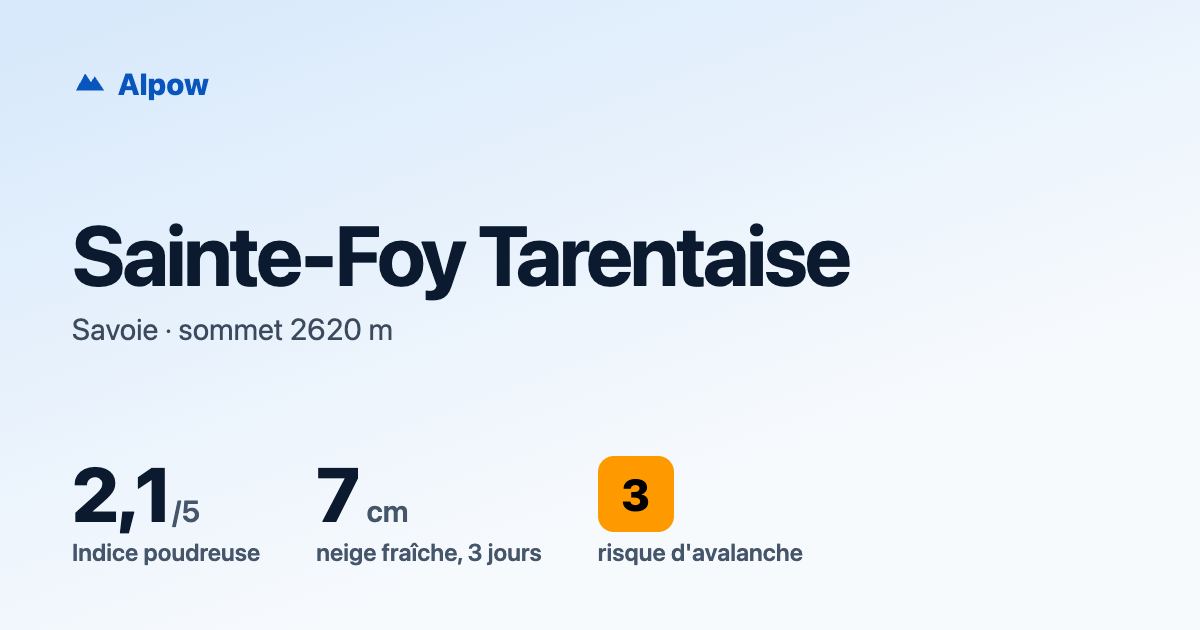 Alpow
Sainte-Foy Tarentaise
Savoie · sommet 2620 m
2,1/5
Indice poudreuse
7 cm
neige fraîche, 3 jours
3
risque d'avalanche